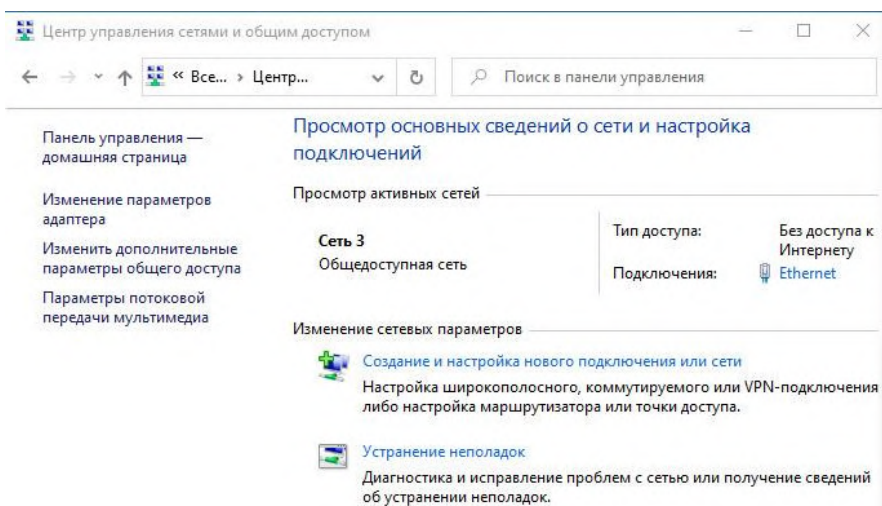 Центр управления сетями и общим доступом
« Все... › Центр...
Поиск в панели управления
Панель управления —
домашняя страница
Изменение параметров
адаптера
Изменить дополнительные
параметры общего доступа
Параметры потоковой
передачи мультимедиа
Просмотр основных сведений о сети и настройка
подключений
Просмотр активных сетей
Сеть 3
Общедоступная сеть
Тип доступа: Без доступа к
Интернету
Подключения: Ethernet
Изменение сетевых параметров
Создание и настройка нового подключения или сети
Настройка широкополосного, коммутируемого или VPN-подключения
либо настройка маршрутизатора или точки доступа.
Устранение неполадок
Диагностика и исправление проблем с сетью или получение сведений
об устранении неполадок.